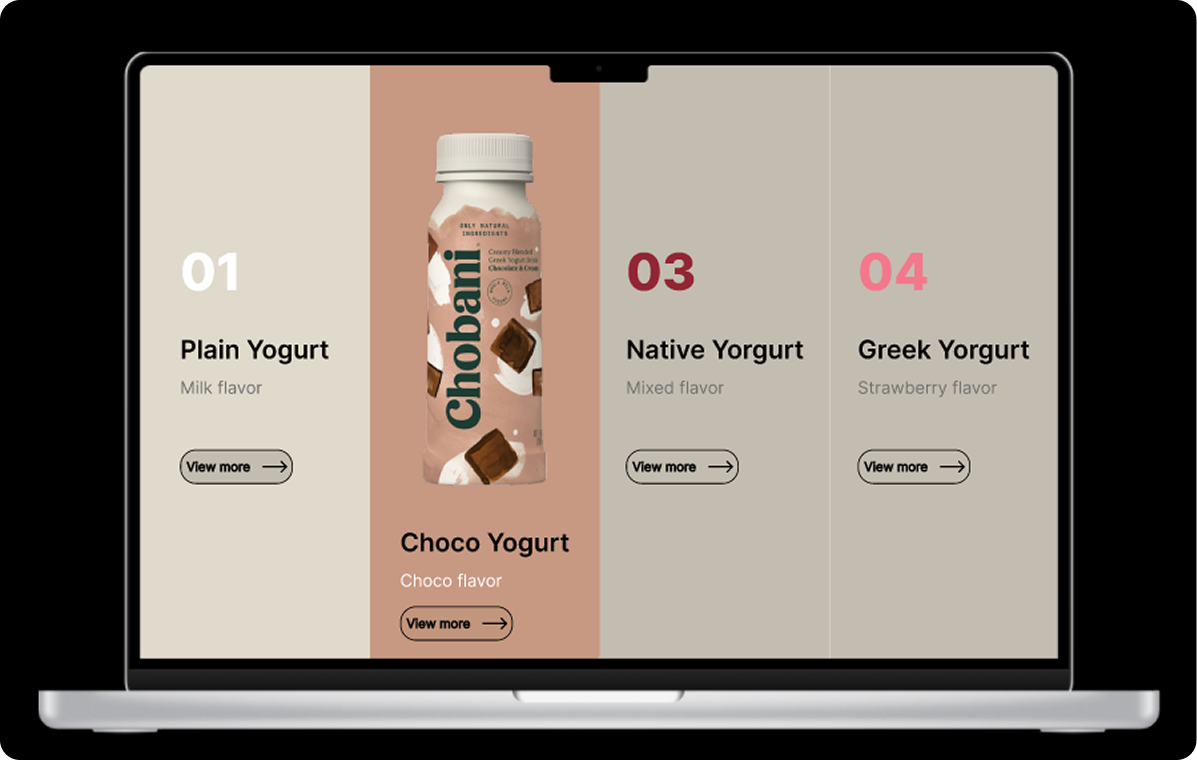 01
Plain Yogurt
Milk flavor
View more
ONLY NATURAL
INGREDIENTS
Chobani
Creamy Blended
Greek Yogurt Drink
Chocolate & Cream
Choco Yogurt
Choco flavor
View more
03
Native Yorgurt
Mixed flavor
View more
04
Greek Yorgurt
Strawberry flavor
View more